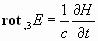 rot ,₃E = 1/c ∂H/∂t